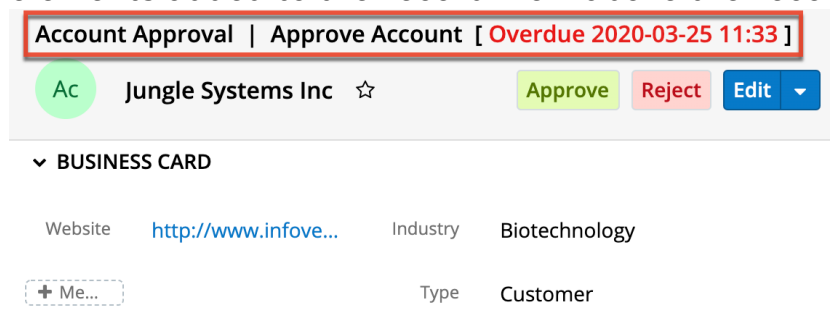 Account Approval | Approve Account [ Overdue 2020-03-25 11:33 ]
Ac Jungle Systems Inc ☆ Approve Reject Edit
BUSINESS CARD
Website http://www.infove... Industry Biotechnology
+ Me... Type Customer